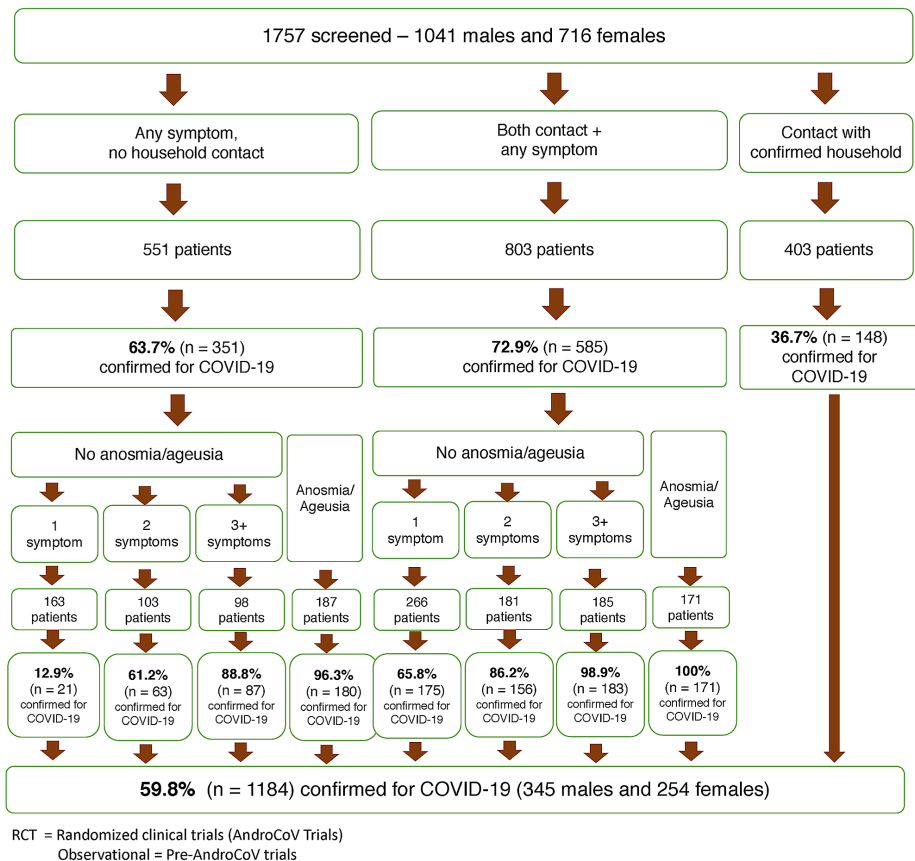 1757 screened – 1041 males and 716 females
Any symptom,
no household contact
Both contact +
any symptom
Contact with
confirmed household
551 patients
803 patients
403 patients
63.7% (n = 351)
confirmed for COVID-19
72.9% (n = 585)
confirmed for COVID-19
36.7% (n = 148)
confirmed for
COVID-19
No anosmia/ageusia
Anosmia/
Ageusia
No anosmia/ageusia
Anosmia/
Ageusia
1
symptom
2
symptoms
3+
symptoms
1
symptom
2
symptoms
3+
symptoms
163
patients
103
patients
98
patients
187
patients
266
patients
181
patients
185
patients
171
patients
12.9%
(n = 21)
confirmed for
COVID-19
61.2%
(n = 63)
confirmed for
COVID-19
88.8%
(n = 87)
confirmed for
COVID-19
96.3%
(n = 180)
confirmed for
COVID-19
65.8%
(n = 175)
confirmed for
COVID-19
86.2%
(n = 156)
confirmed for
COVID-19
98.9%
(n = 183)
confirmed for
COVID-19
100%
(n = 171)
confirmed for
COVID-19
59.8% (n = 1184) confirmed for COVID-19 (345 males and 254 females)
RCT = Randomized clinical trials (AndroCoV Trials)
Observational = Pre-AndroCoV trials